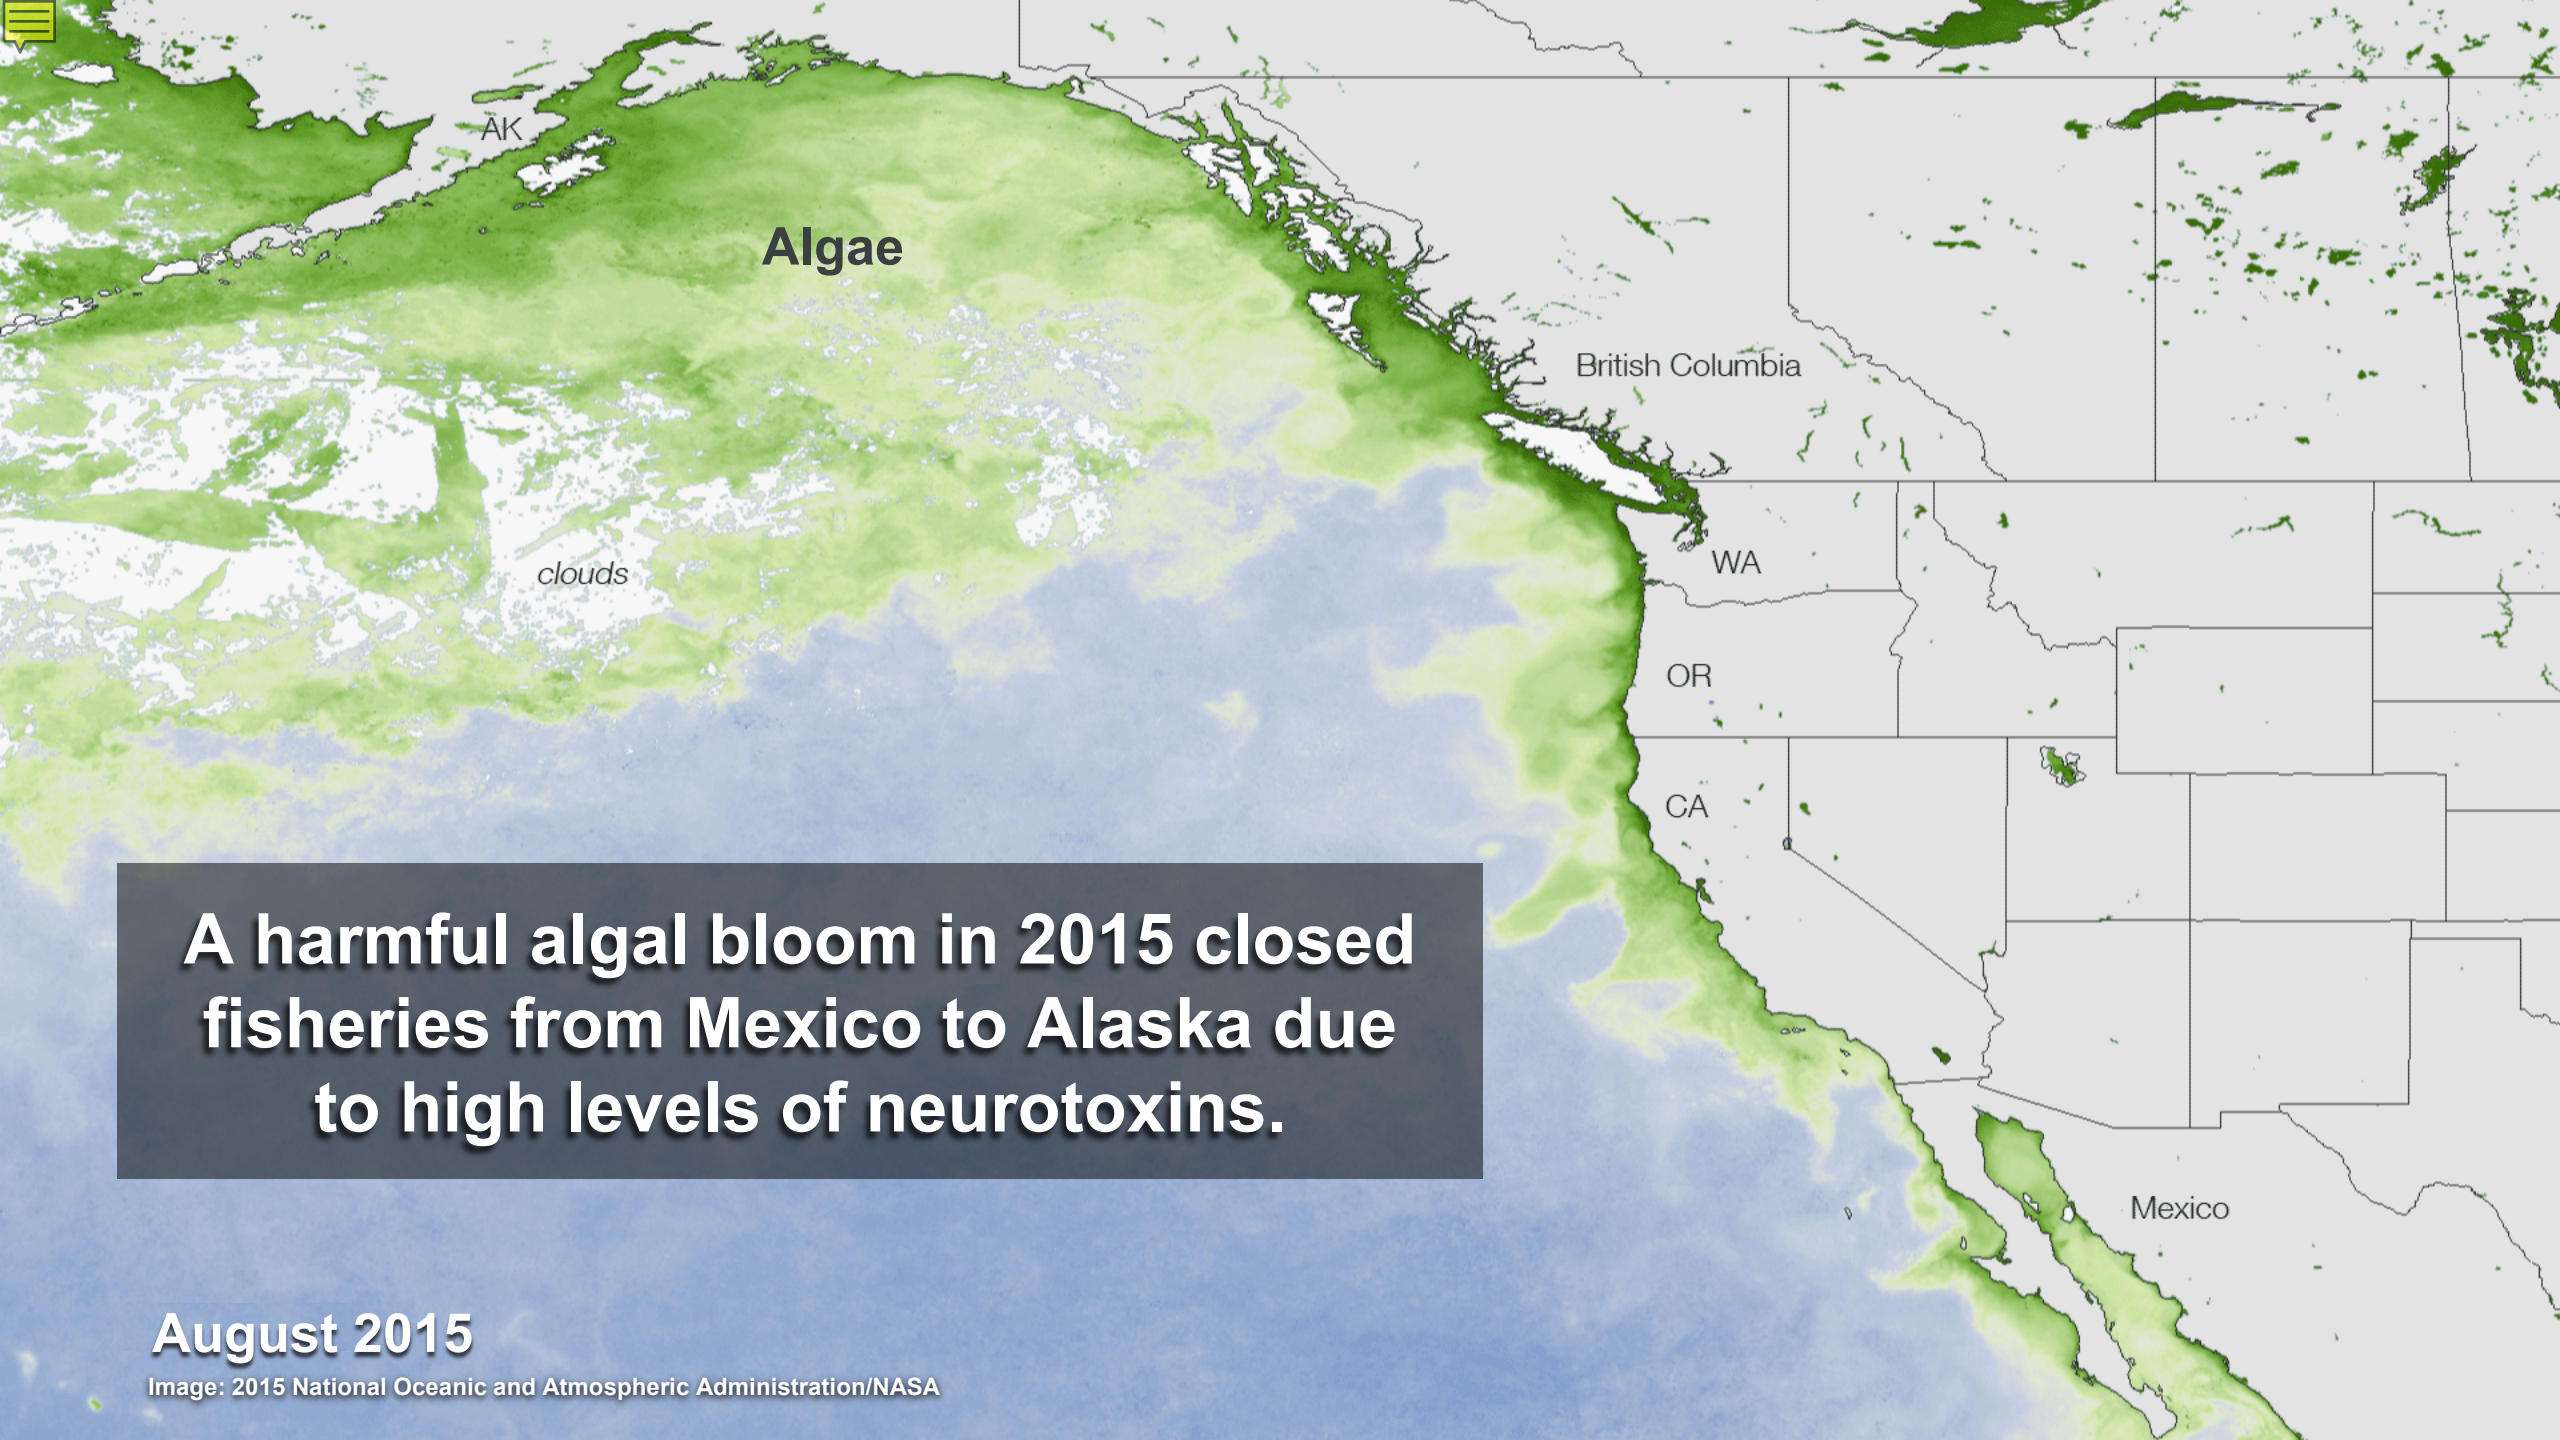 AK
Algae
British Columbia
clouds
WA
OR
CA
A harmful algal bloom in 2015 closed
fisheries from Mexico to Alaska due
to high levels of neurotoxins.
Mexico
August 2015
Image: 2015 National Oceanic and Atmospheric Administration/NASA